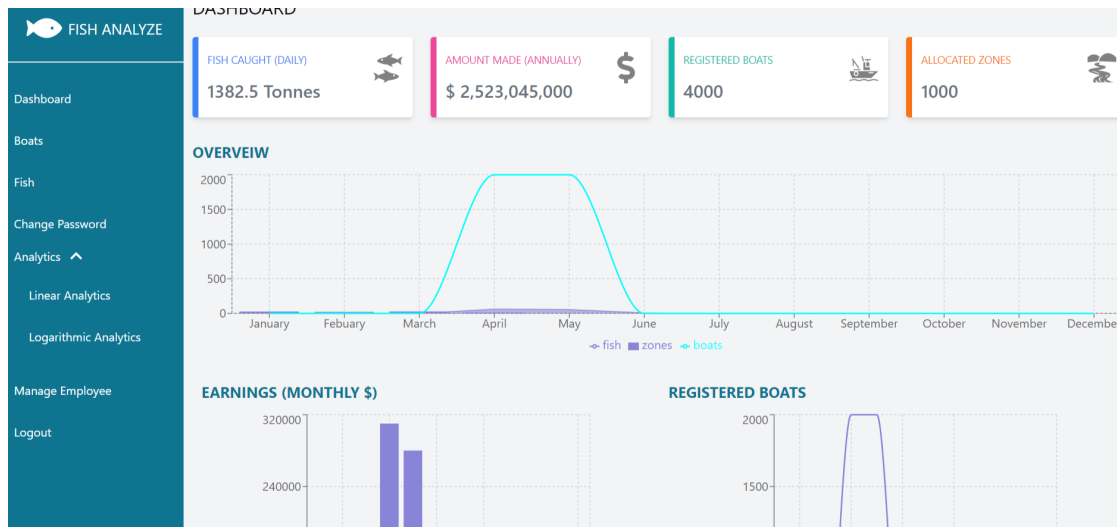 DASHBOARD
FISH ANALYZE
Dashboard
Boats
Fish
Change Password
Analytics
Linear Analytics
Logarithmic Analytics
Manage Employee
Logout
FISH CAUGHT (DAILY)
1382.5 Tonnes
AMOUNT MADE (ANNUALLY)
$ 2,523,045,000
REGISTERED BOATS
4000
ALLOCATED ZONES
1000
OVERVEIW
2000
1500
1000
500
0
January Febuary March April May June July August September October November Decembe
fish zones boats
EARNINGS (MONTHLY $)
320000
240000
REGISTERED BOATS
2000
1500